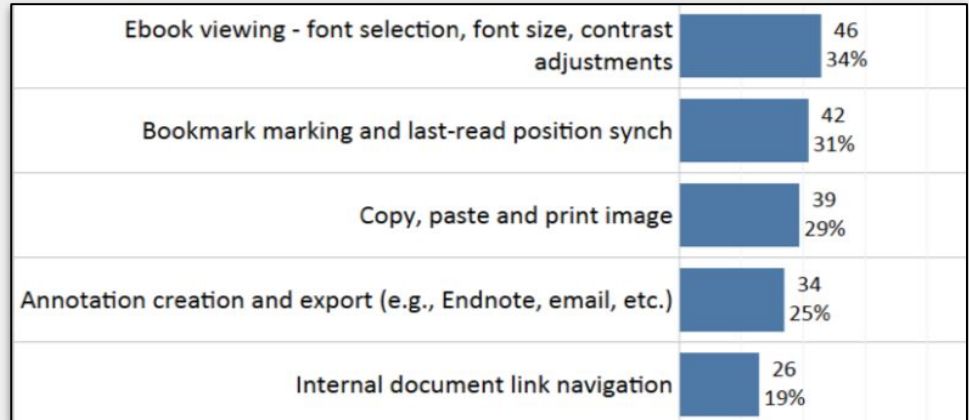 Ebook viewing - font selection, font size, contrast
adjustments
46
34%
Bookmark marking and last-read position synch
42
31%
Copy, paste and print image
39
29%
Annotation creation and export (e.g., Endnote, email, etc.)
34
25%
Internal document link navigation
26
19%